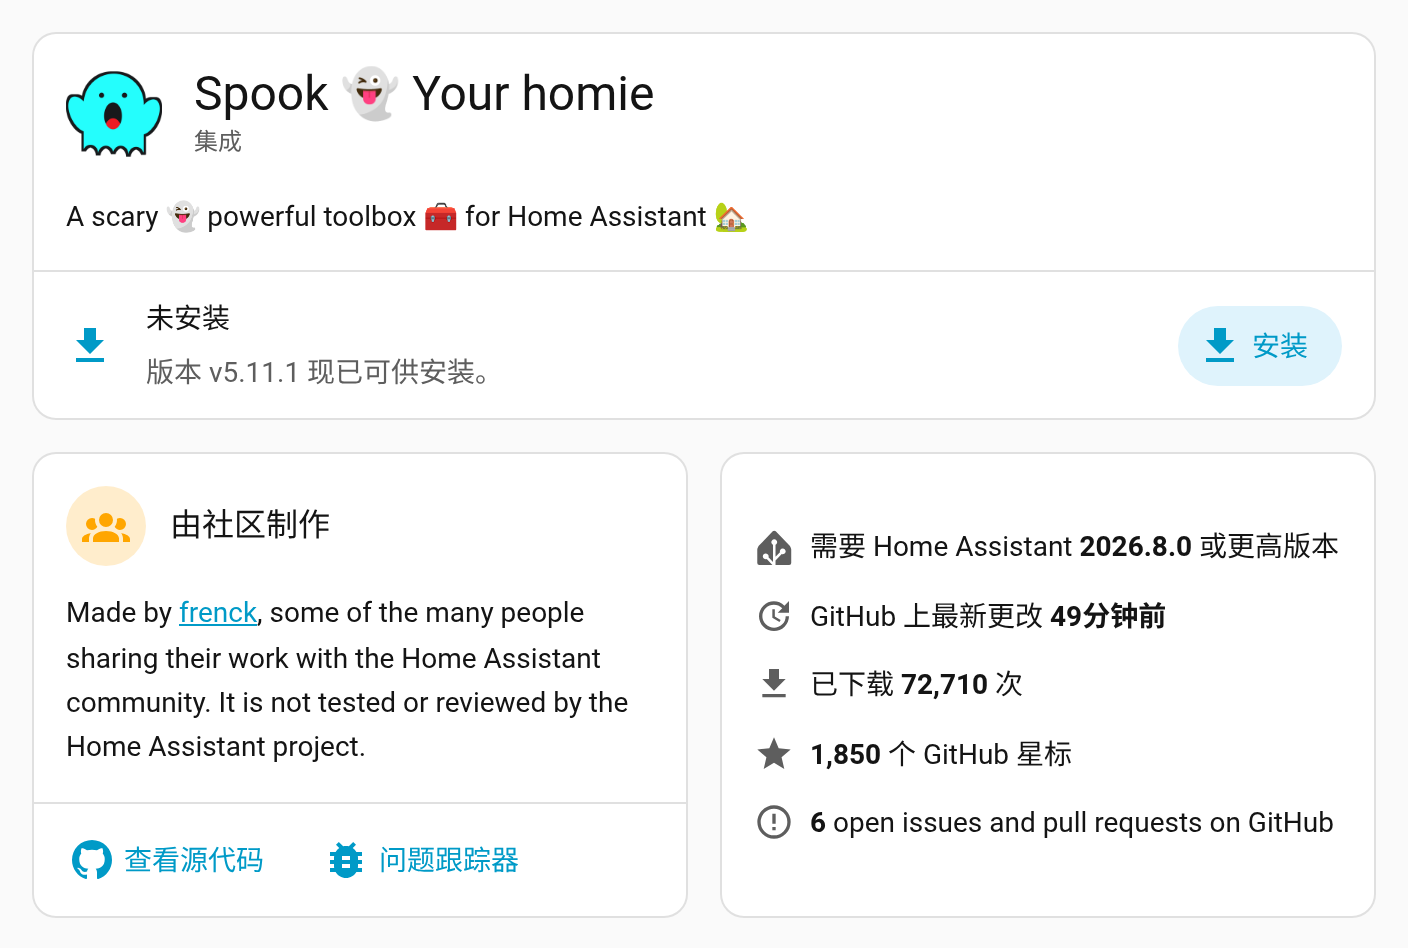 Spook 👻 Your homie
集成
A scary 👻 powerful toolbox 🧰 for Home Assistant 🏡
未安装
版本 v5.11.1 现已可供安装。
安装
由社区制作
Made by frenck, some of the many people
sharing their work with the Home Assistant
community. It is not tested or reviewed by the
Home Assistant project.
查看源代码
问题跟踪器
需要 Home Assistant 2026.8.0 或更高版本
GitHub 上最新更改 49分钟前
已下载 72,710 次
1,850 个 GitHub 星标
6 open issues and pull requests on GitHub